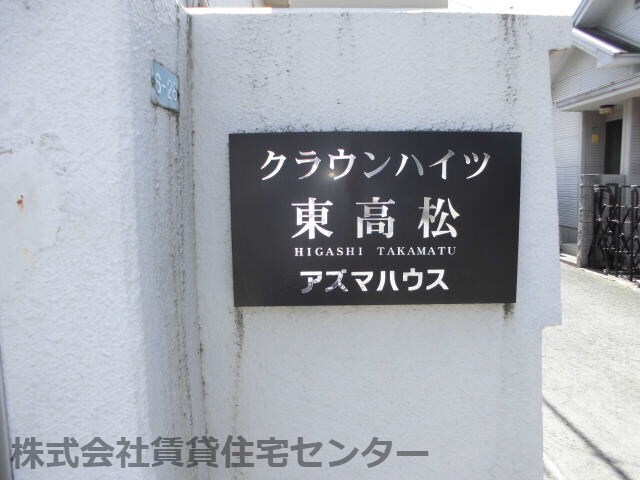 S-26
クラウンハイツ
東高松
HIGASHI TAKAMATU
アズマハウス
株式会社賃貸住宅センター